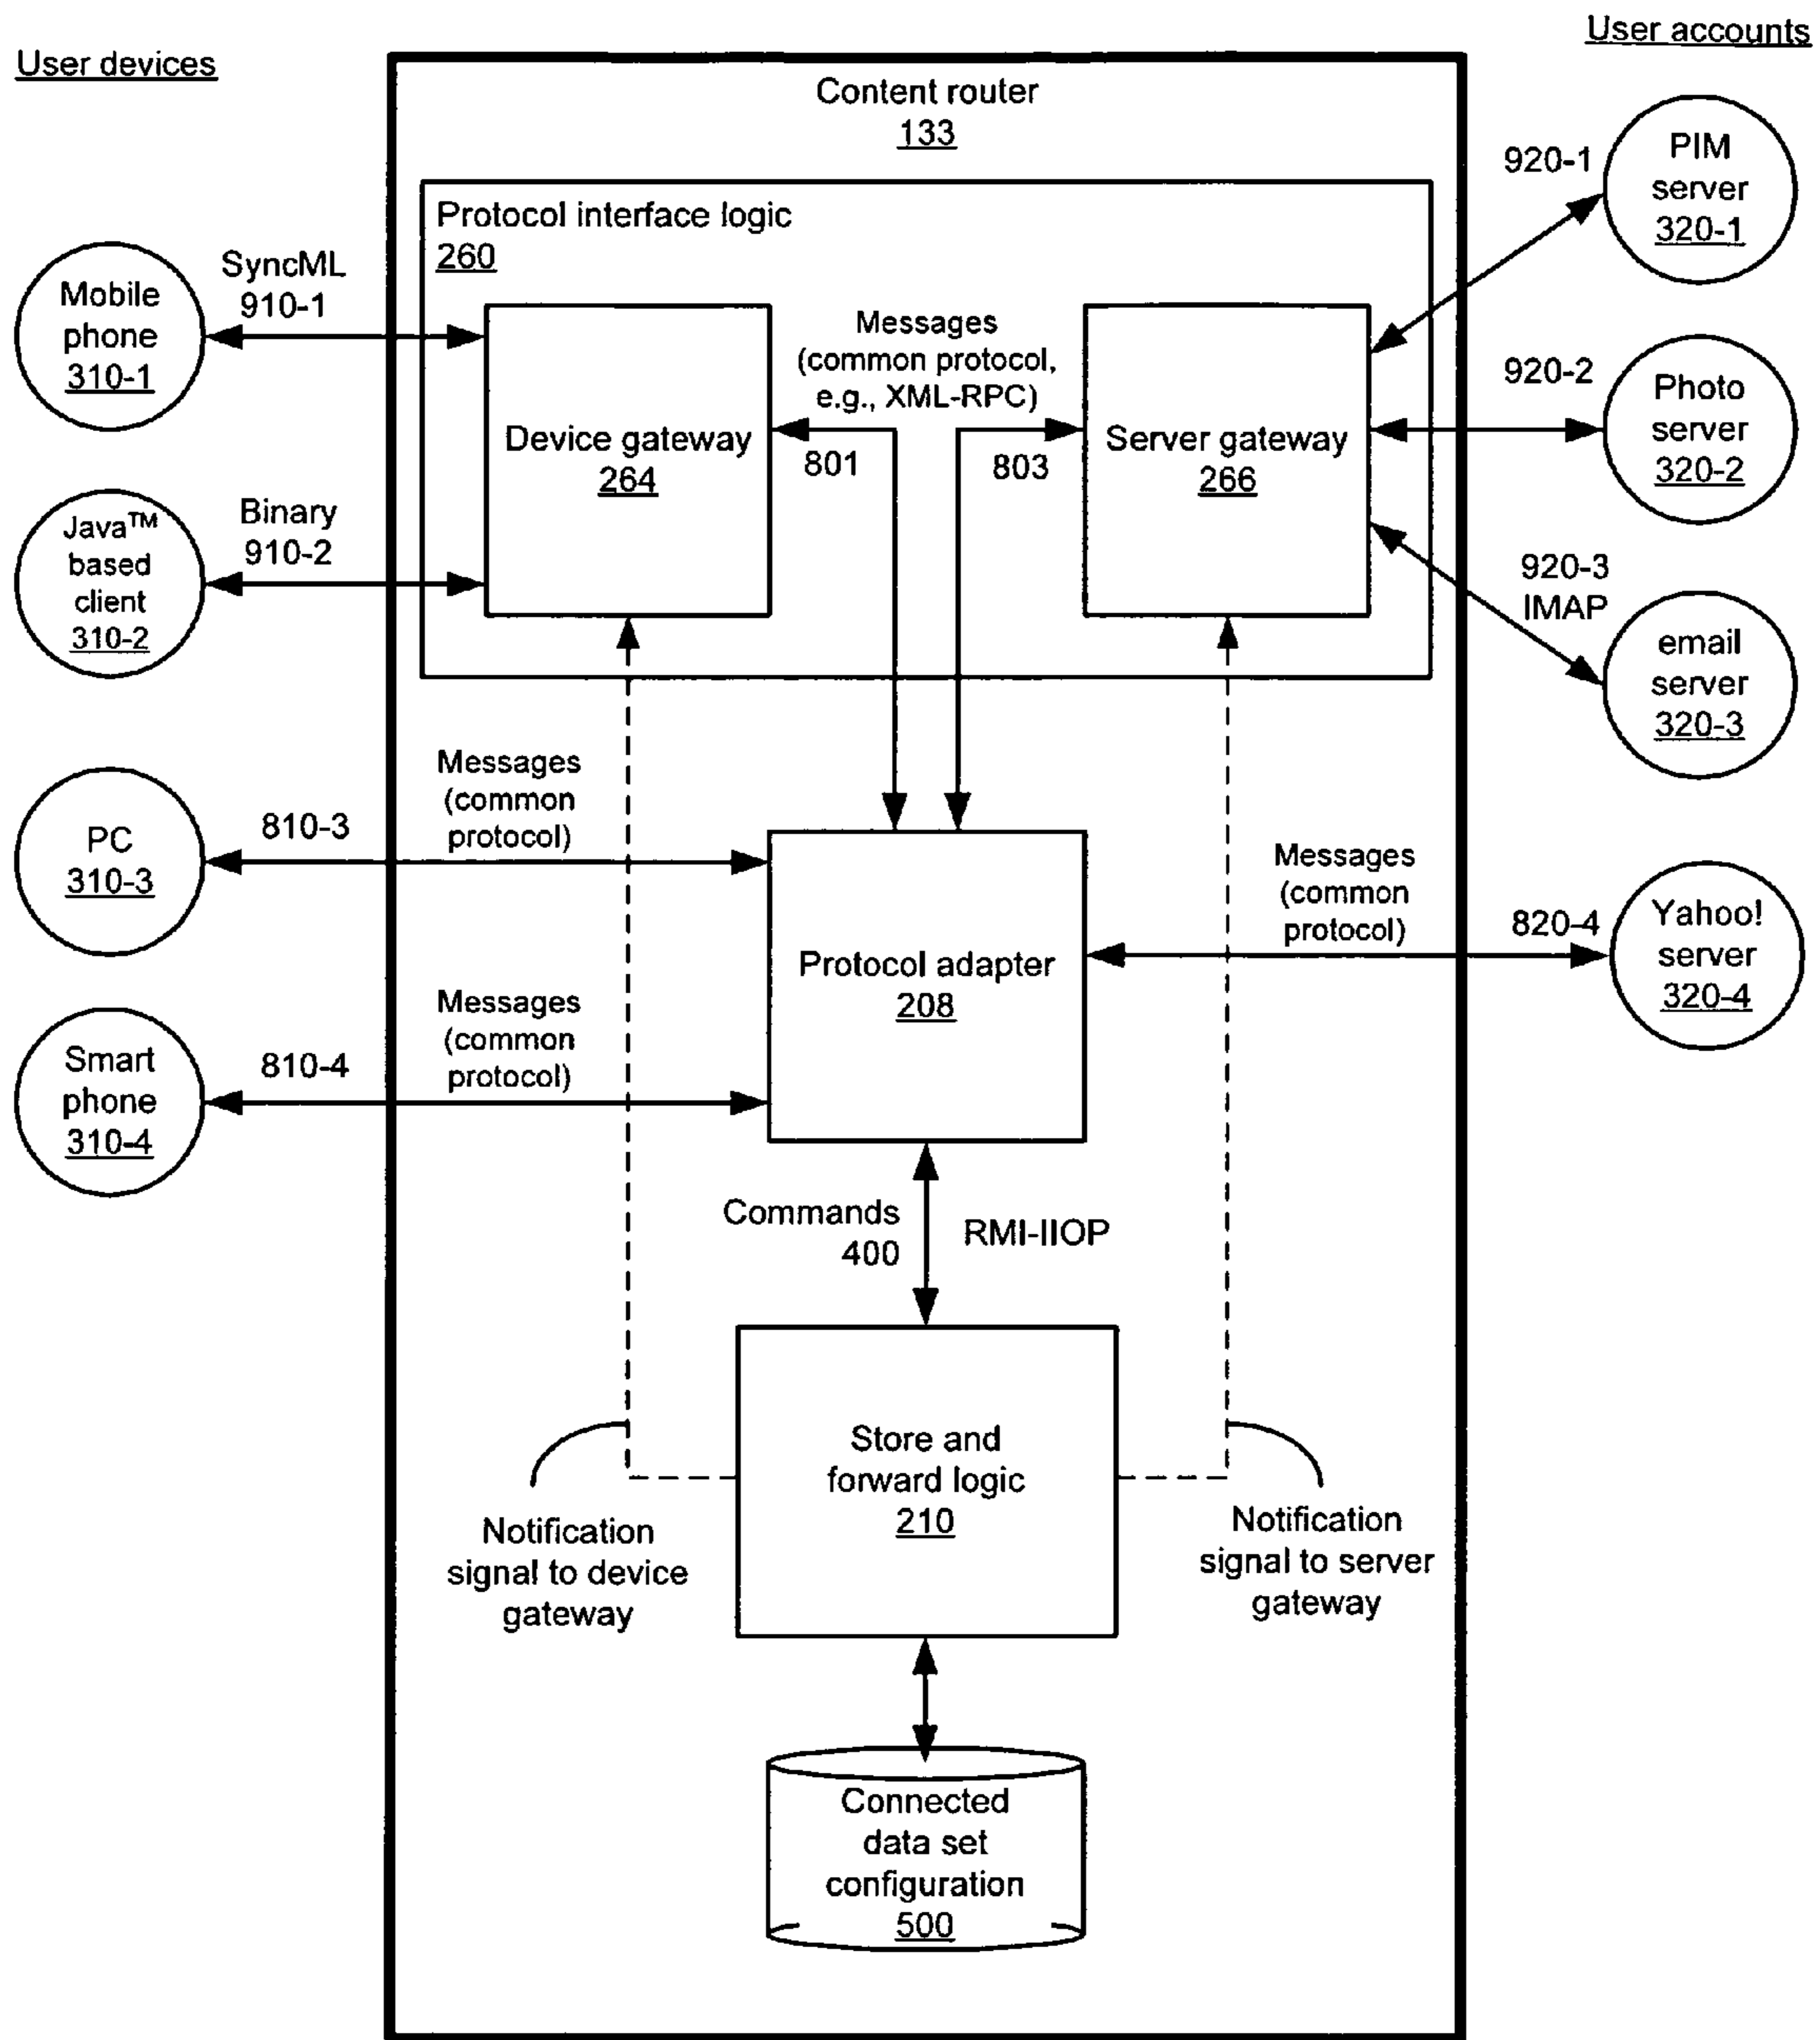 User devices
User accounts
Content router
133
Protocol interface logic
260
Mobile
phone
310-1
SyncML
910-1
Java™
based
client
310-2
Binary
910-2
Device gateway
264
Messages
(common protocol,
e.g., XML-RPC)
801
803
Server gateway
266
920-1
PIM
server
320-1
920-2
Photo
server
320-2
920-3
IMAP
email
server
320-3
PC
310-3
810-3
Messages
(common
protocol)
Smart
phone
310-4
810-4
Messages
(common
protocol)
Protocol adapter
208
Messages
(common
protocol)
820-4
Yahoo!
server
320-4
Commands
400
RMI-IIOP
Store and
forward logic
210
Notification
signal to device
gateway
Notification
signal to server
gateway
Connected
data set
configuration
500